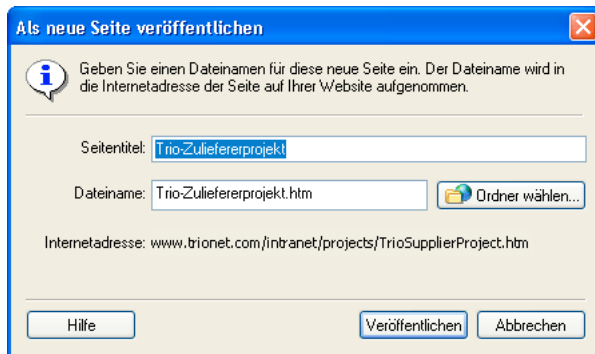 Als neue Seite veröffentlichen
Geben Sie einen Dateinamen für diese neue Seite ein. Der Dateiname wird in
die Internetadresse der Seite auf Ihrer Website aufgenommen.
Seitentitel: Trio-Zuliefererprojekt
Dateiname: Trio-Zuliefererprojekt.htm Ordner wählen...
Internetadresse: www.trionet.com/intranet/projects/TrioSupplierProject.htm
Hilfe Veröffentlichen Abbrechen